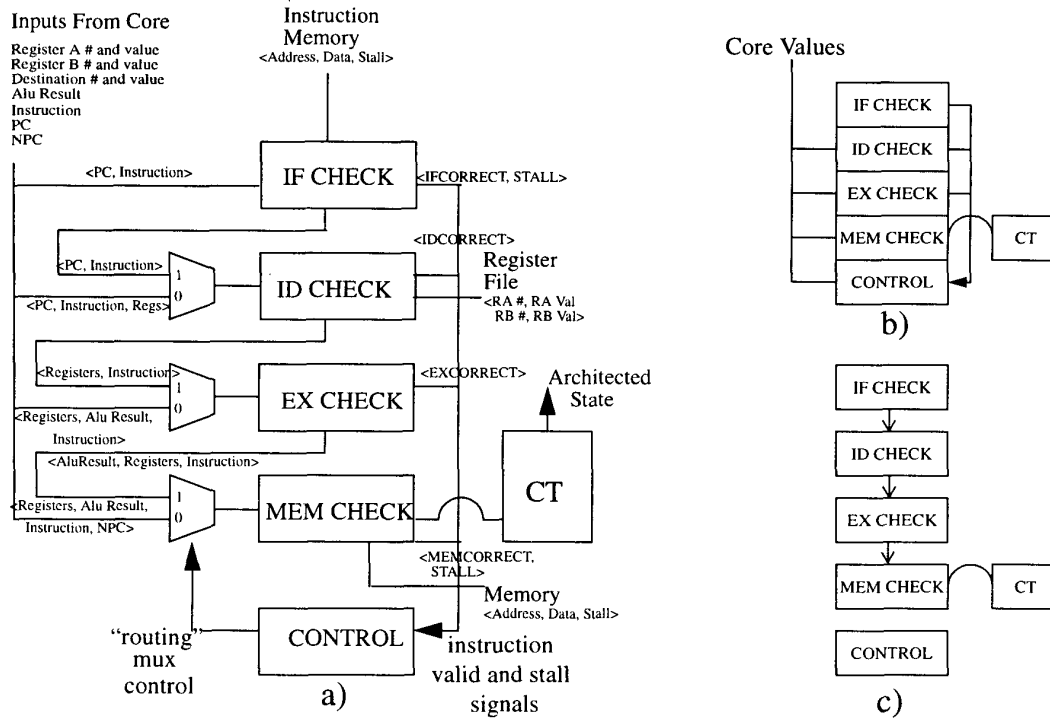 Inputs From Core
Register A # and value
Register B # and value
Destination # and value
Alu Result
Instruction
PC
NPC
Instruction
Memory
<Address, Data, Stall>
<PC, Instruction>
IF CHECK
<IFCORRECT, STALL>
<PC, Instruction>
1
0
<PC, Instruction, Regs>
ID CHECK
<IDCORRECT>
Register
File
<RA #, RA Val
RB #, RB Val>
<Registers, Instruction>
1
0
<Registers, Alu Result,
Instruction>
EX CHECK
<EXCORRECT>
Architected
State
<AluResult, Registers, Instruction>
1
0
<Registers, Alu Result,
Instruction, NPC>
MEM CHECK
CT
<MEMCORRECT,
STALL>
Memory
<Address, Data, Stall>
"routing"
mux
control
CONTROL
instruction
valid and stall
signals
a)
Core Values
IF CHECK
ID CHECK
EX CHECK
MEM CHECK
CT
CONTROL
b)
IF CHECK
ID CHECK
EX CHECK
MEM CHECK
CT
CONTROL
c)